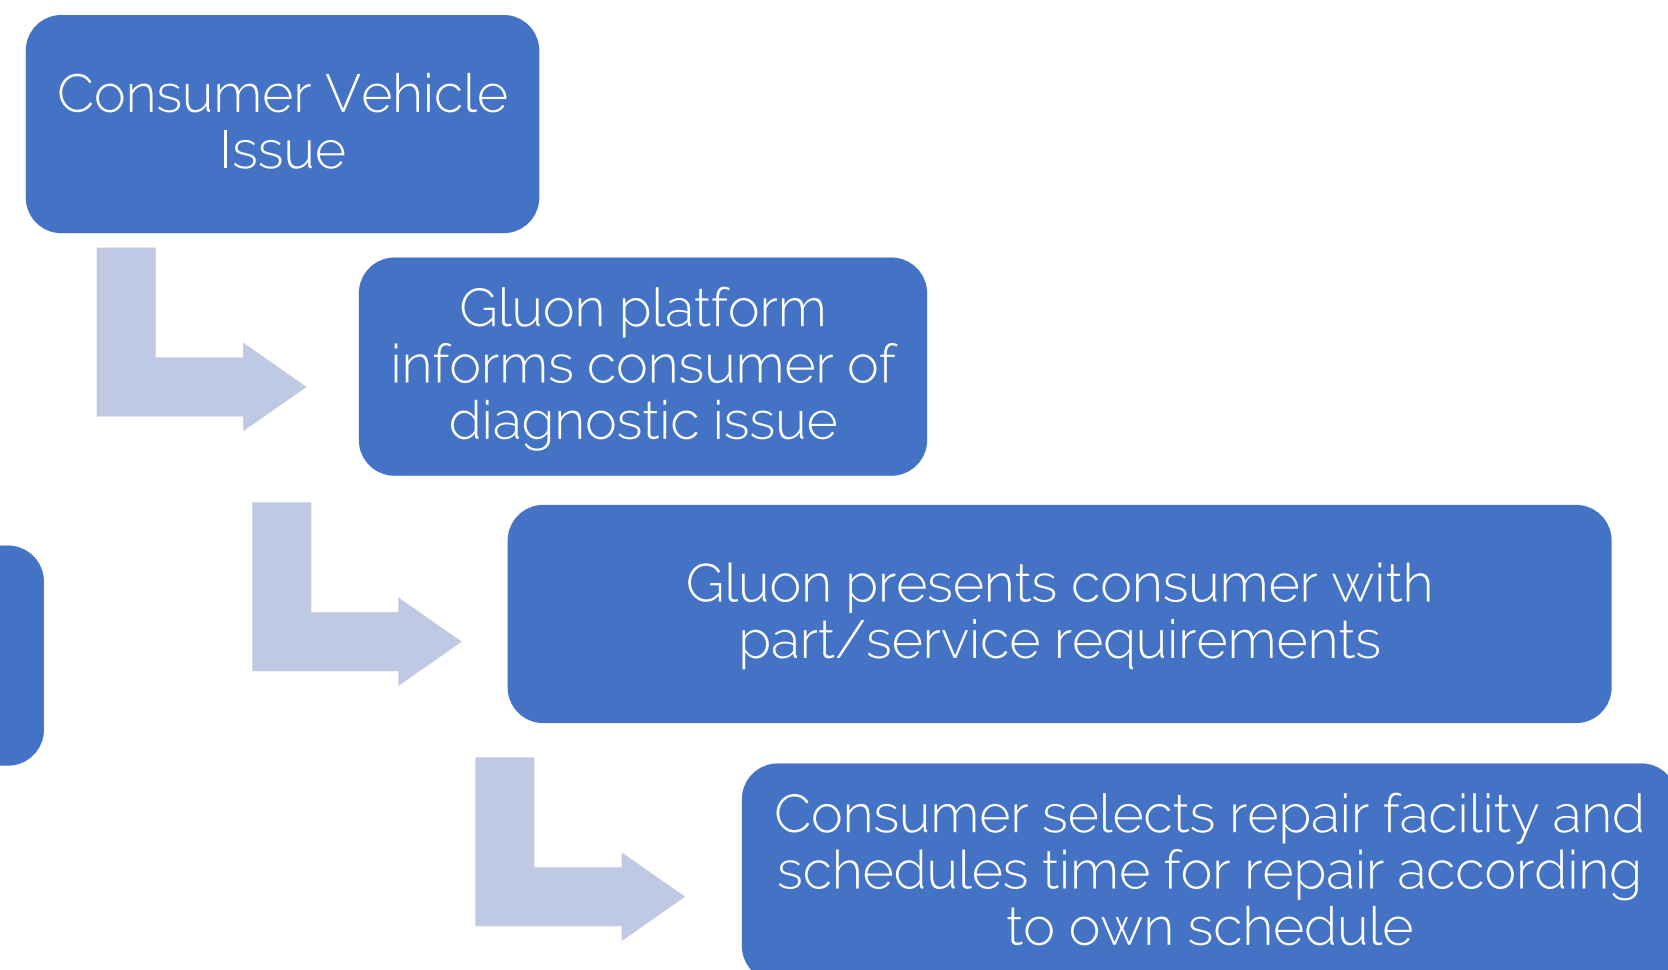 Consumer Vehicle
Issue
Gluon platform
informs consumer of
diagnostic issue
Gluon presents consumer with
part/service requirements
Consumer selects repair facility and
schedules time for repair according
to own schedule